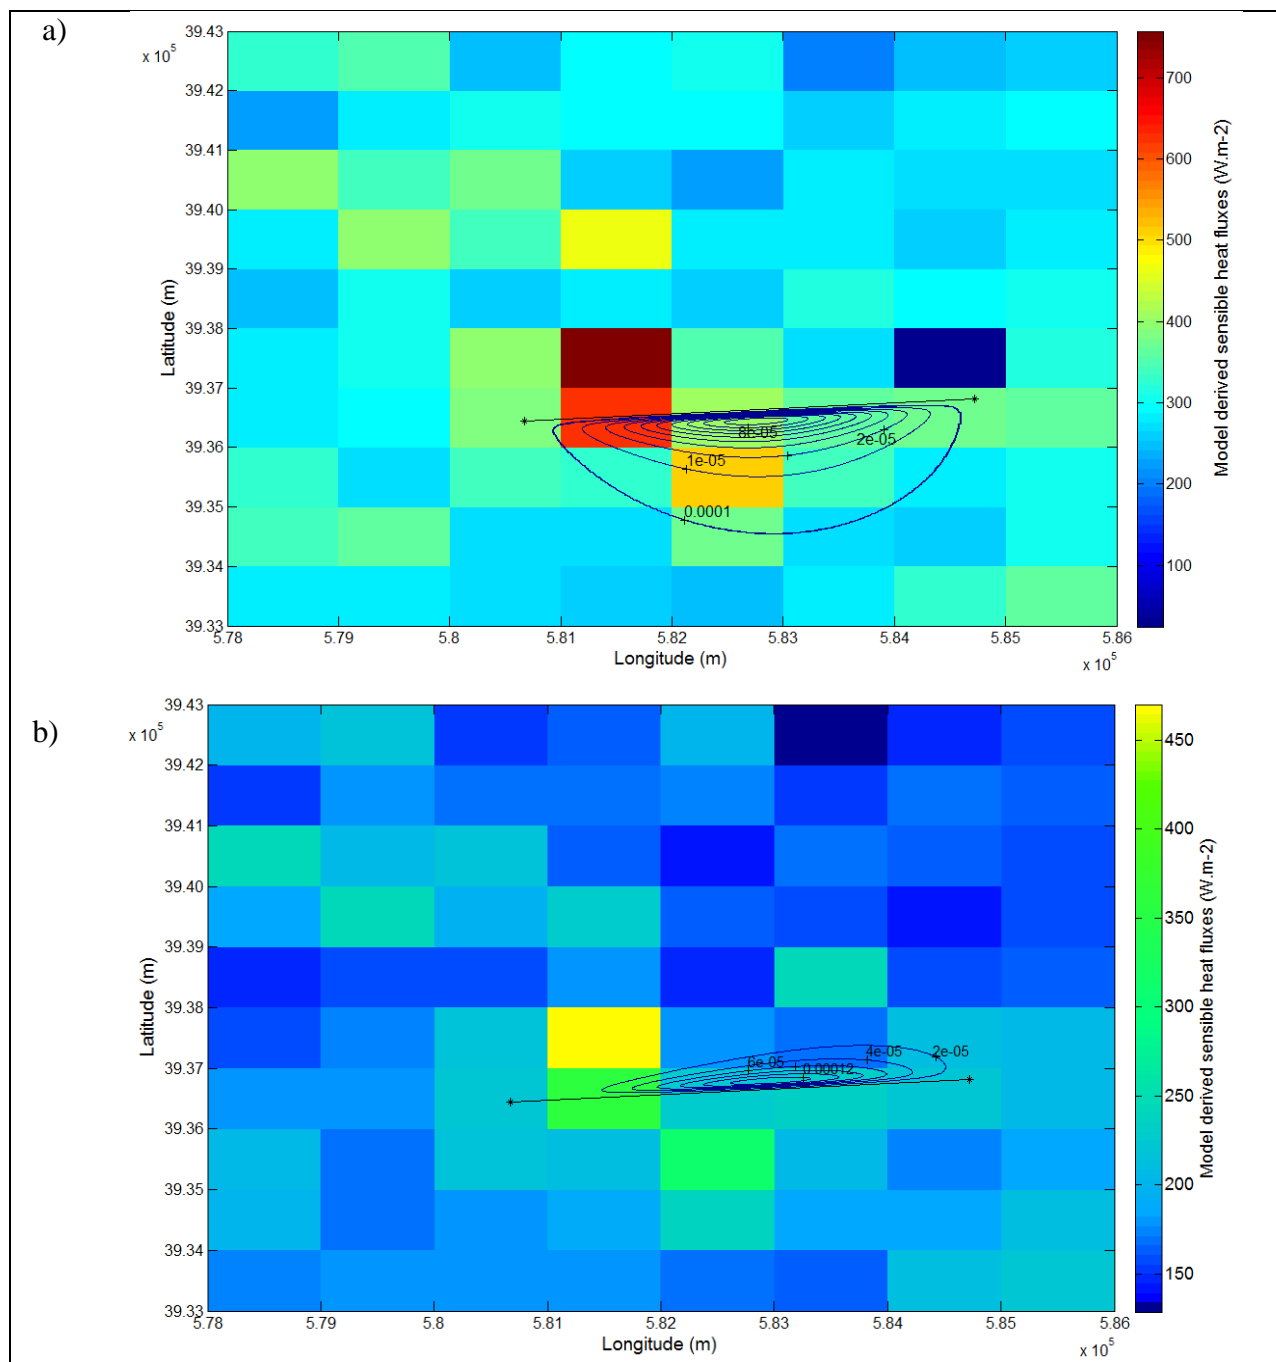 a)
x 10^5
39.43
39.42
39.41
39.40
39.39
39.38
39.37
39.36
39.35
39.34
39.33
Latitude (m)
8e-05
2e-05
1e-05
0.0001
5.78 5.79 5.8 5.81 5.82 5.83 5.84 5.85 5.86
Longitude (m)
x 10^5
700
600
500
400
300
200
100
Model derived sensible heat fluxes (W.m-2)
b)
x 10^5
39.43
39.42
39.41
39.40
39.39
39.38
39.37
39.36
39.35
39.34
39.33
Latitude (m)
6e-05 4e-05 2e-05
0.00012
5.78 5.79 5.8 5.81 5.82 5.83 5.84 5.85 5.86
Longitude (m)
x 10^5
450
400
350
300
250
200
150
Model derived sensible heat fluxes (W.m-2)